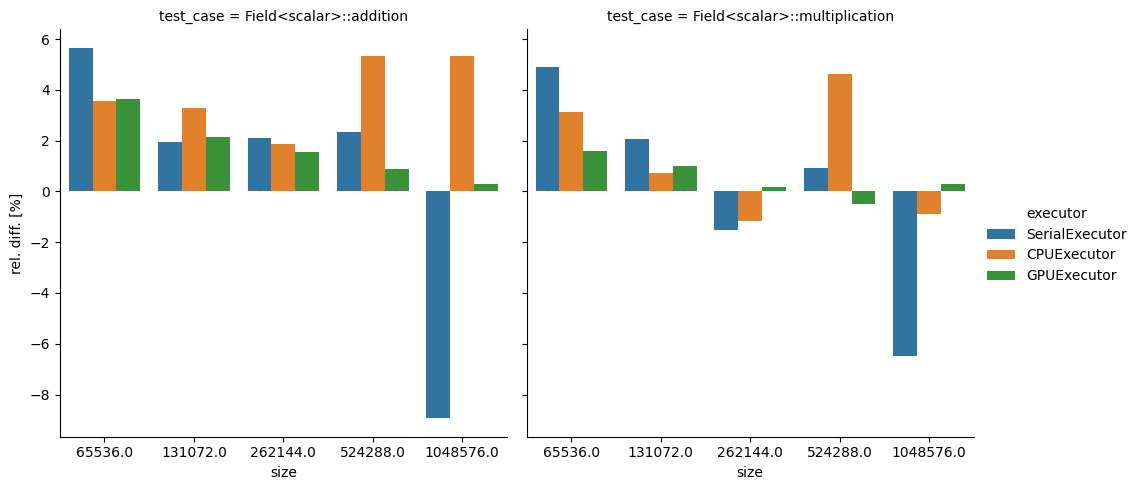 test_case = Field<scalar>::addition
test_case = Field<scalar>::multiplication
rel. diff. [%]
6
4
2
0
−2
−4
−6
−8
65536.0 131072.0 262144.0 524288.0 1048576.0
size
65536.0 131072.0 262144.0 524288.0 1048576.0
size
executor
SerialExecutor
CPUExecutor
GPUExecutor